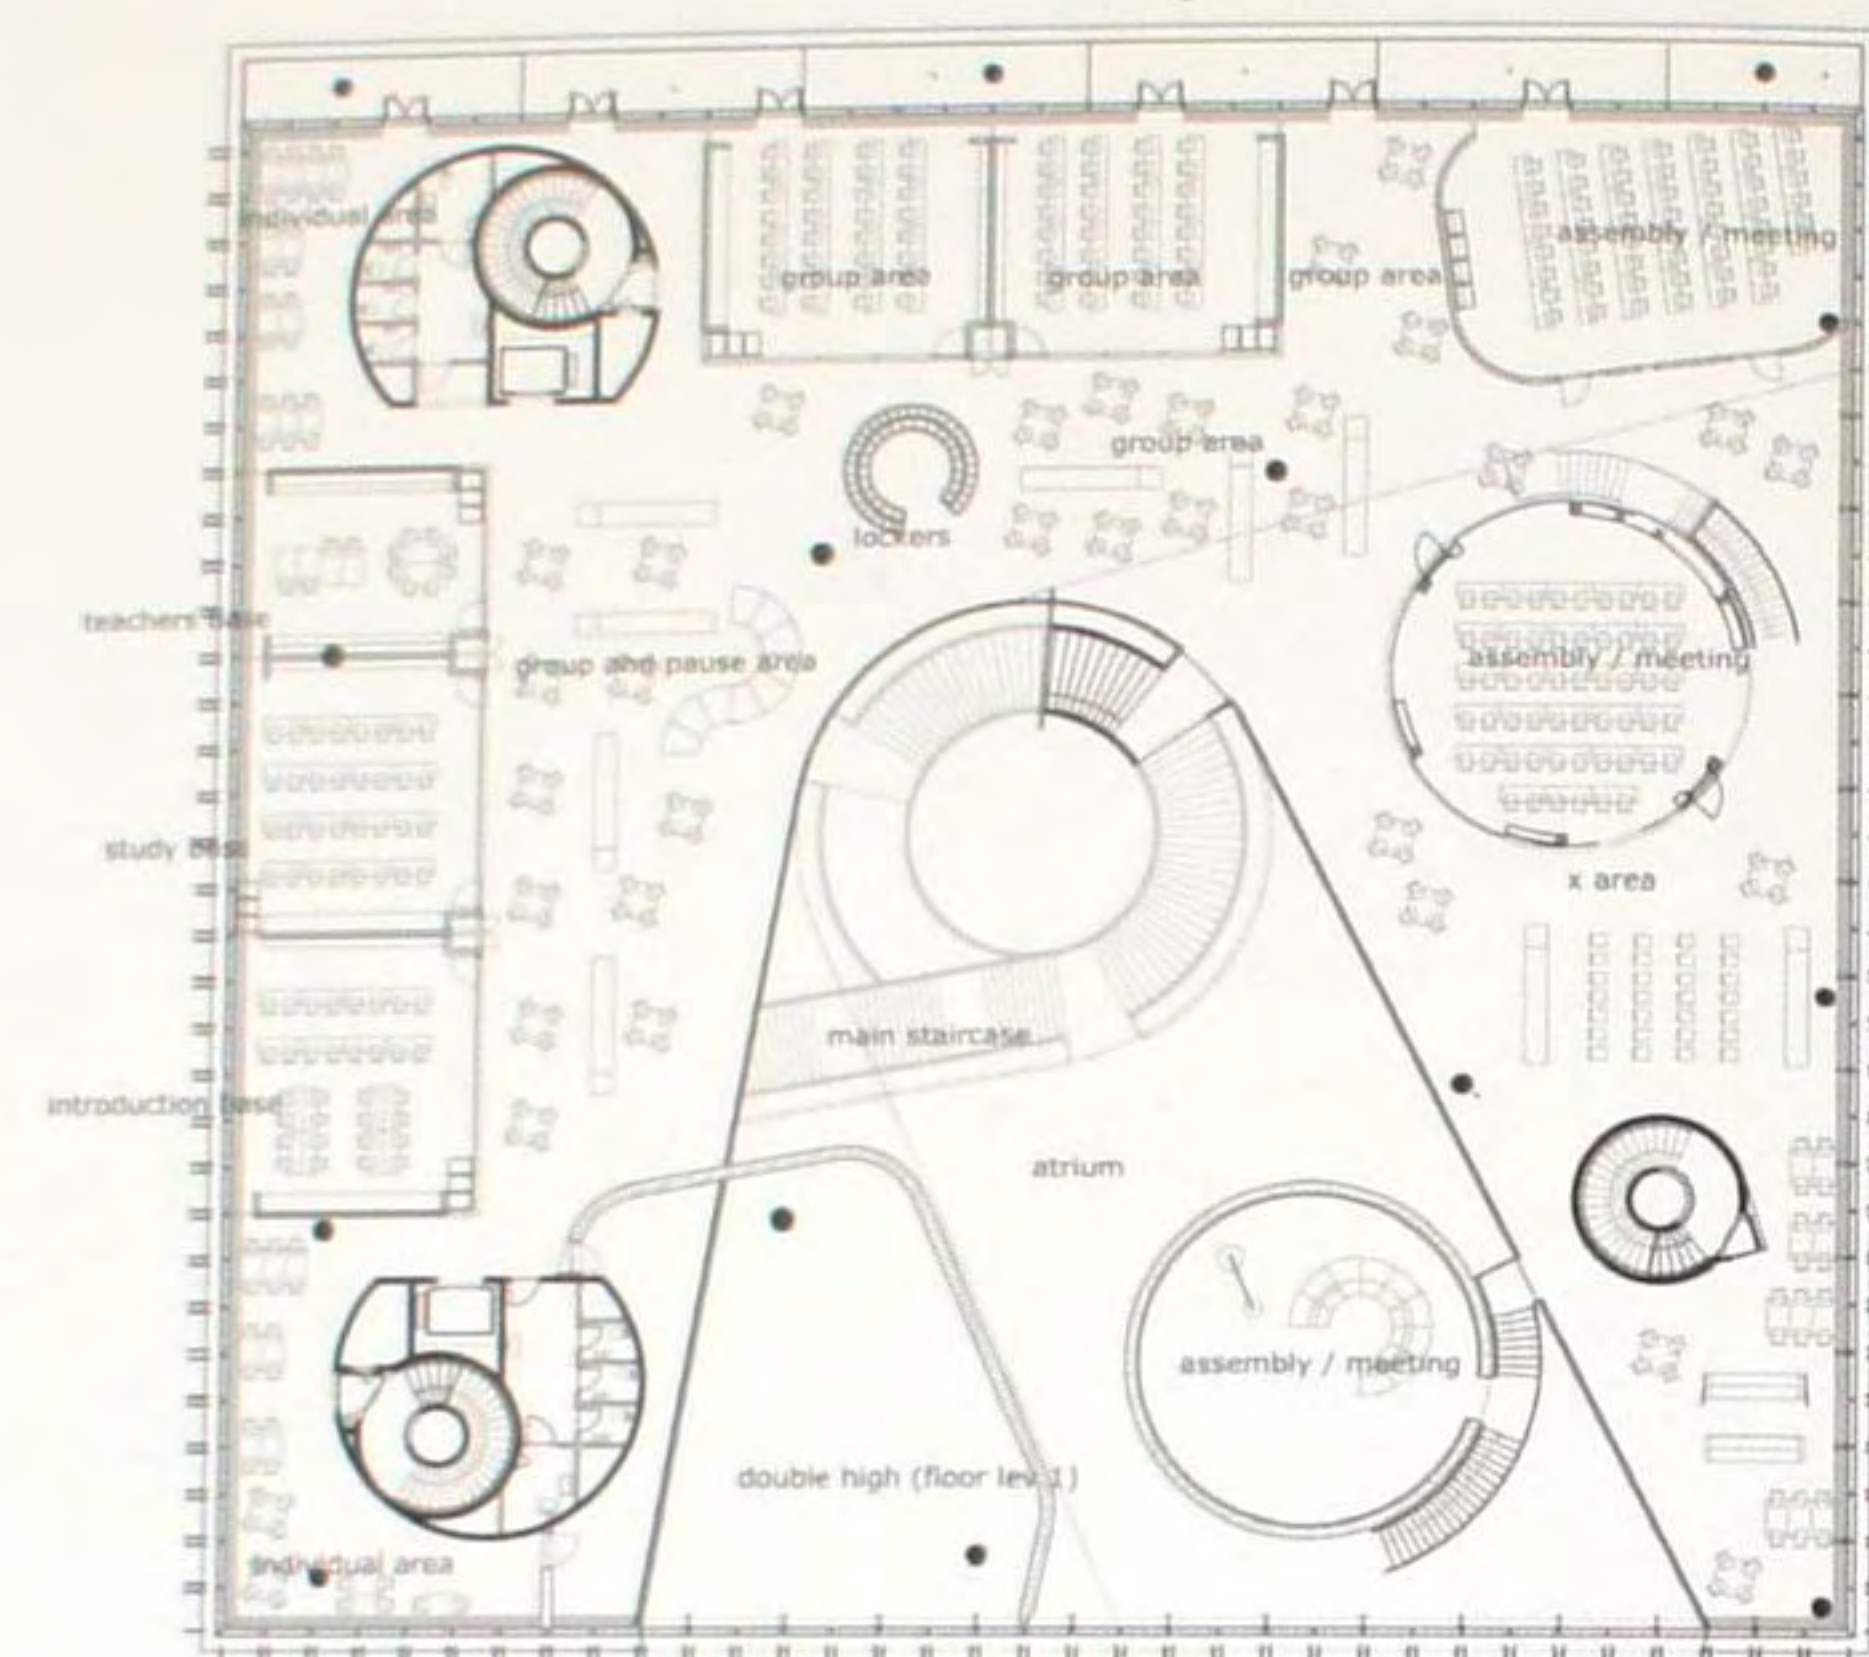 individual area
group area
group area
group area
assembly / meeting
group area
lockers
teachers base
group and pause area
assembly / meeting
study base
x area
main staircase
introduction base
atrium
assembly / meeting
double high (floor lev 1)
individual area